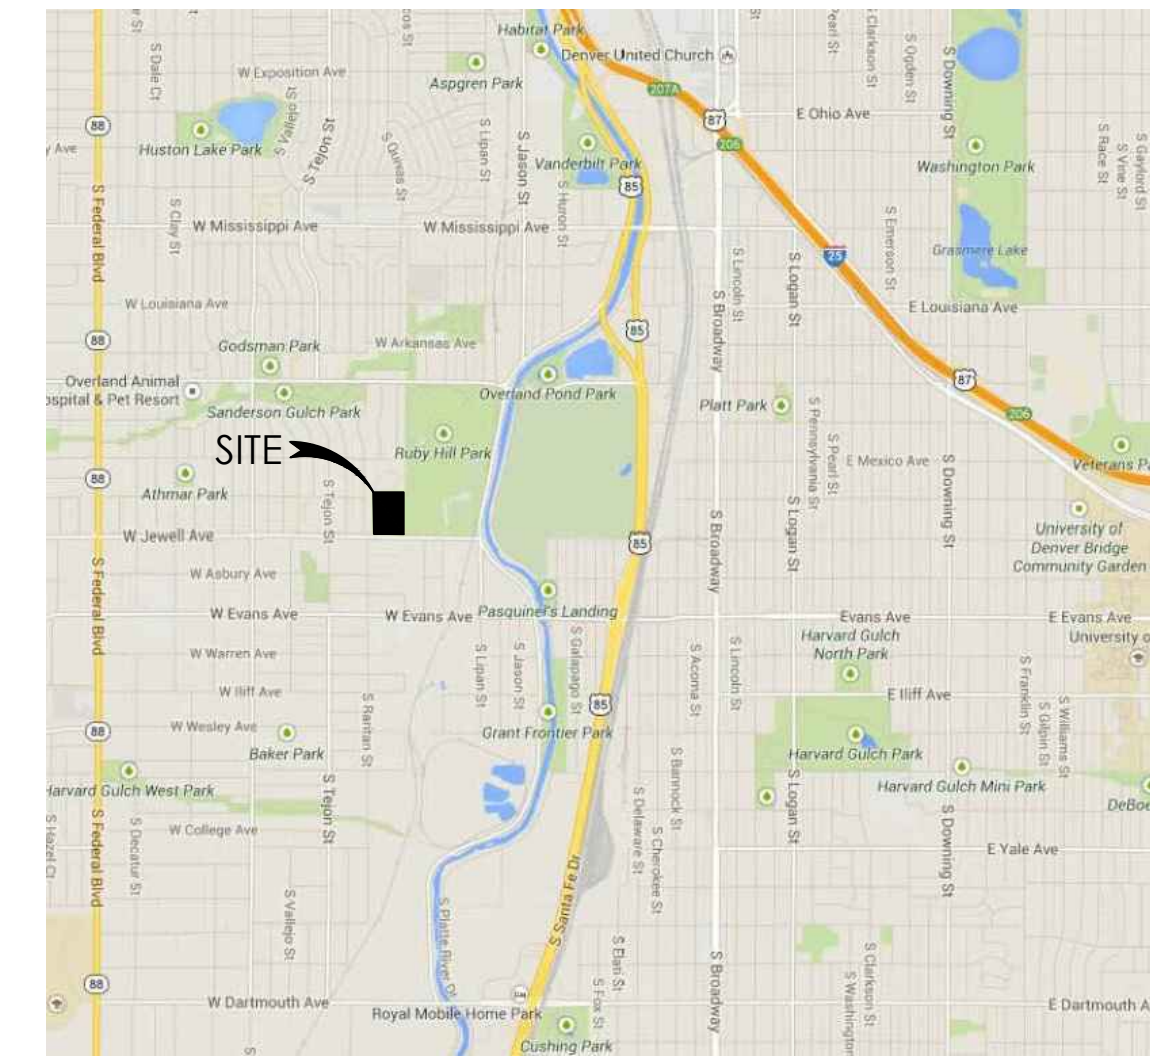 Habitat Park
Denver United Church
W Exposition Ave
Aspgren Park
207A
87
E Ohio Ave
88
Huston Lake Park
S Dale Ct
S Vallejo St
S Tejon St
S Quivas St
S Lipan St
S Jason St
Vanderbilt Park
206
85
S Pearl St
S Clarkson St
S Ogden St
S Downing St
Washington Park
S Race St
S Vine St
S Gaylord St
S Federal Blvd
S Clay St
W Mississippi Ave
W Mississippi Ave
S Huron St
S Lincoln St
S Logan St
S Emerson St
25
Grasmere Lake
W Louisiana Ave
S Broadway
E Louisiana Ave
88
Godsman Park
W Arkansas Ave
85
Overland Animal
Hospital & Pet Resort
Sanderson Gulch Park
Overland Pond Park
Platt Park
87
206
SITE
Ruby Hill Park
S Pennsylvania St
S Pearl St
E Mexico Ave
Veterans
88
Athmar Park
S Tejon St
S Broadway
S Logan St
S Downing St
W Jewell Ave
85
University of
Denver Bridge
Community Garden
W Asbury Ave
S Federal Blvd
W Evans Ave
W Evans Ave
Pasquinel's Landing
Evans Ave
E Evans Ave
Harvard Gulch
North Park
University
W Warren Ave
S Lipan St
S Jason St
S Galapago St
S Acoma St
S Lincoln St
W Iliff Ave
S Raritan St
E Iliff Ave
S Franklin St
S Gilpin St
S Williams St
88
W Wesley Ave
Baker Park
85
Grant Frontier Park
Harvard Gulch Park
Harvard Gulch West Park
S Tejon St
S Bannock St
S Logan St
Harvard Gulch Mini Park
S Hazel Ct
S Federal Blvd
S Decatur St
W College Ave
S Delaware St
S Cherokee St
S Downing St
E Yale Ave
S Vallejo St
S Platte River Dr
S Santa Fe Dr
S Elati St
S Broadway
S Clarkson St
S Washington
88
W Dartmouth Ave
Royal Mobile Home Park
S Fox St
E Dartmouth
Cushing Park